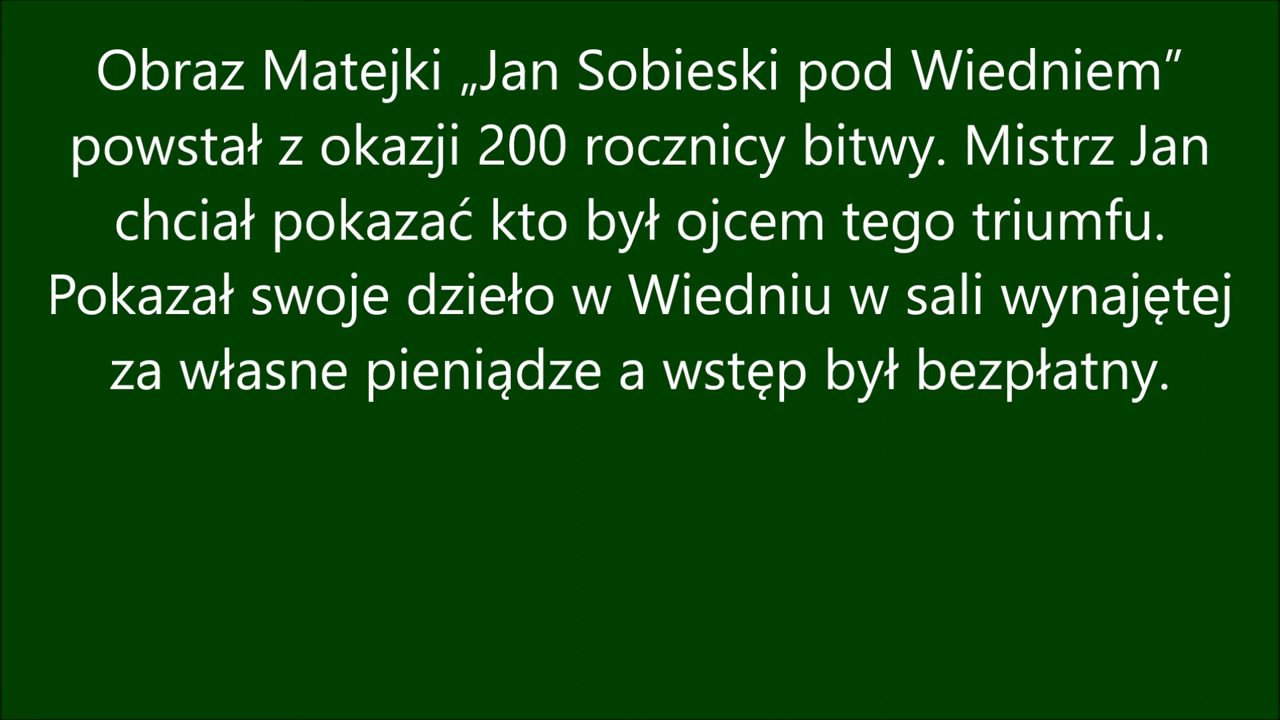 Obraz Matejki „Jan Sobieski pod Wiedniem”
powstał z okazji 200 rocznicy bitwy. Mistrz Jan
chciał pokazać kto był ojcem tego triumfu.
Pokazał swoje dzieło w Wiedniu w sali wynajętej
za własne pieniądze a wstęp był bezpłatny.